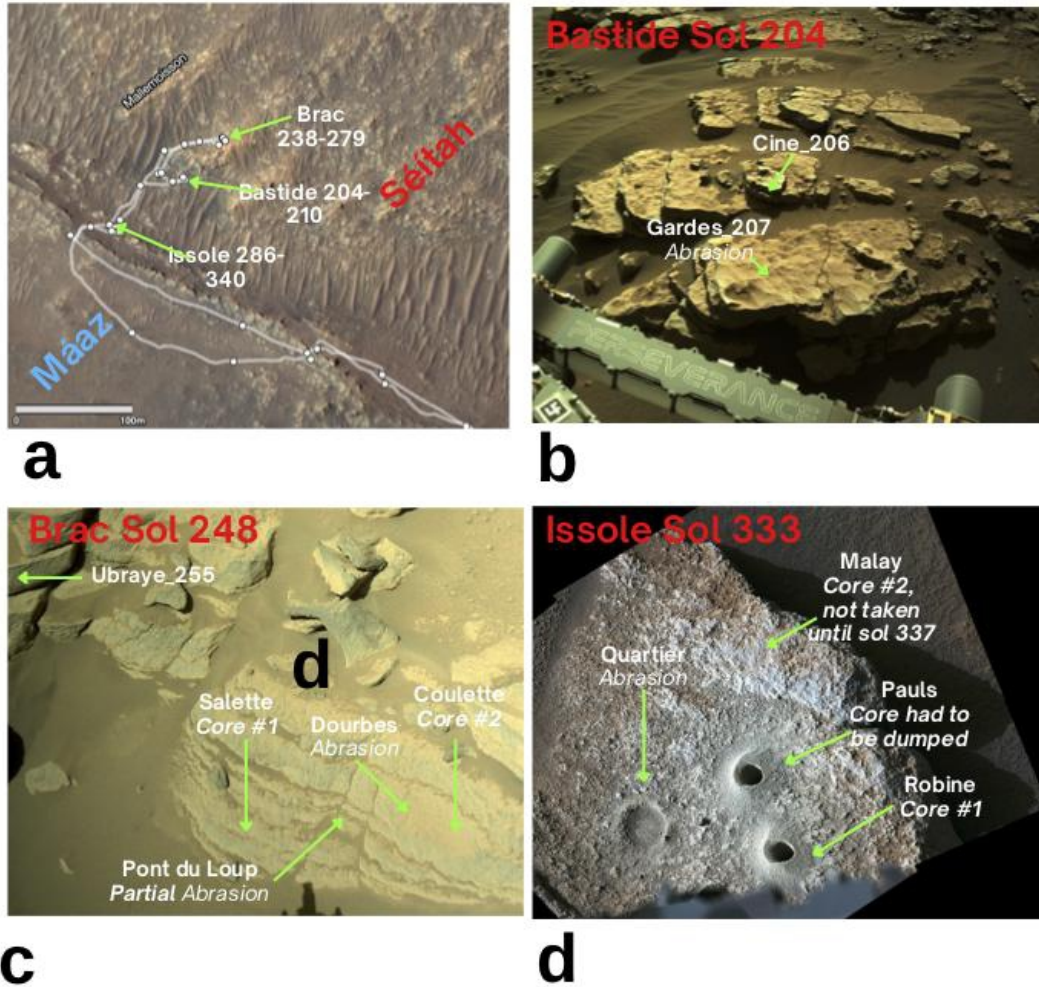 Mallemoisson
Brac
238-279
Séítah
Bastide 204-
210
Issole 286-
340
Máaz
0
100m
a
Bastide Sol 204
Cine_206
Gardes_207
Abrasion
PERSEVERANCE
b
Brac Sol 248
Ubraye_255
d
Salette
Core #1
Dourbes
Abrasion
Coulette
Core #2
Pont du Loup
Partial Abrasion
c
Issole Sol 333
Malay
Core #2,
not taken
until sol 337
Quartier
Abrasion
Pauls
Core had to
be dumped
Robine
Core #1
d